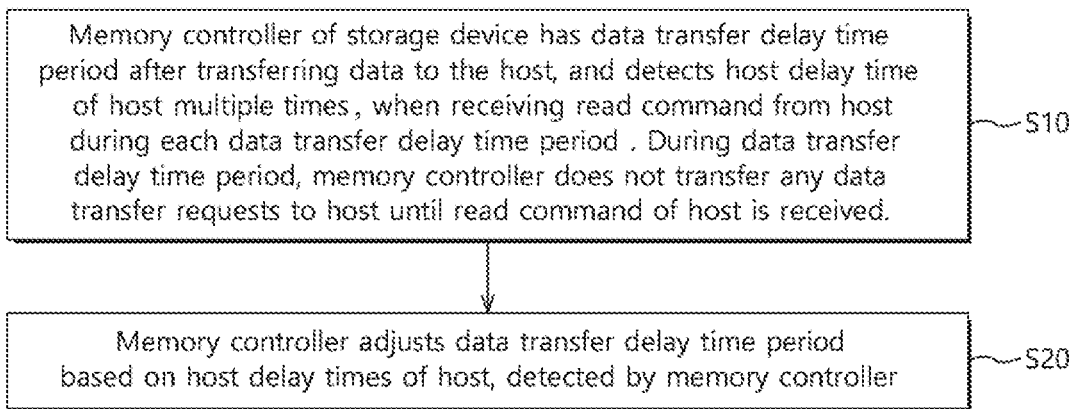 Memory controller of storage device has data transfer delay time
period after transferring data to the host, and detects host delay time
of host multiple times, when receiving read command from host
during each data transfer delay time period . During data transfer
delay time period, memory controller does not transfer any data
transfer requests to host until read command of host is received.
S10
Memory controller adjusts data transfer delay time period
based on host delay times of host, detected by memory controller
S20